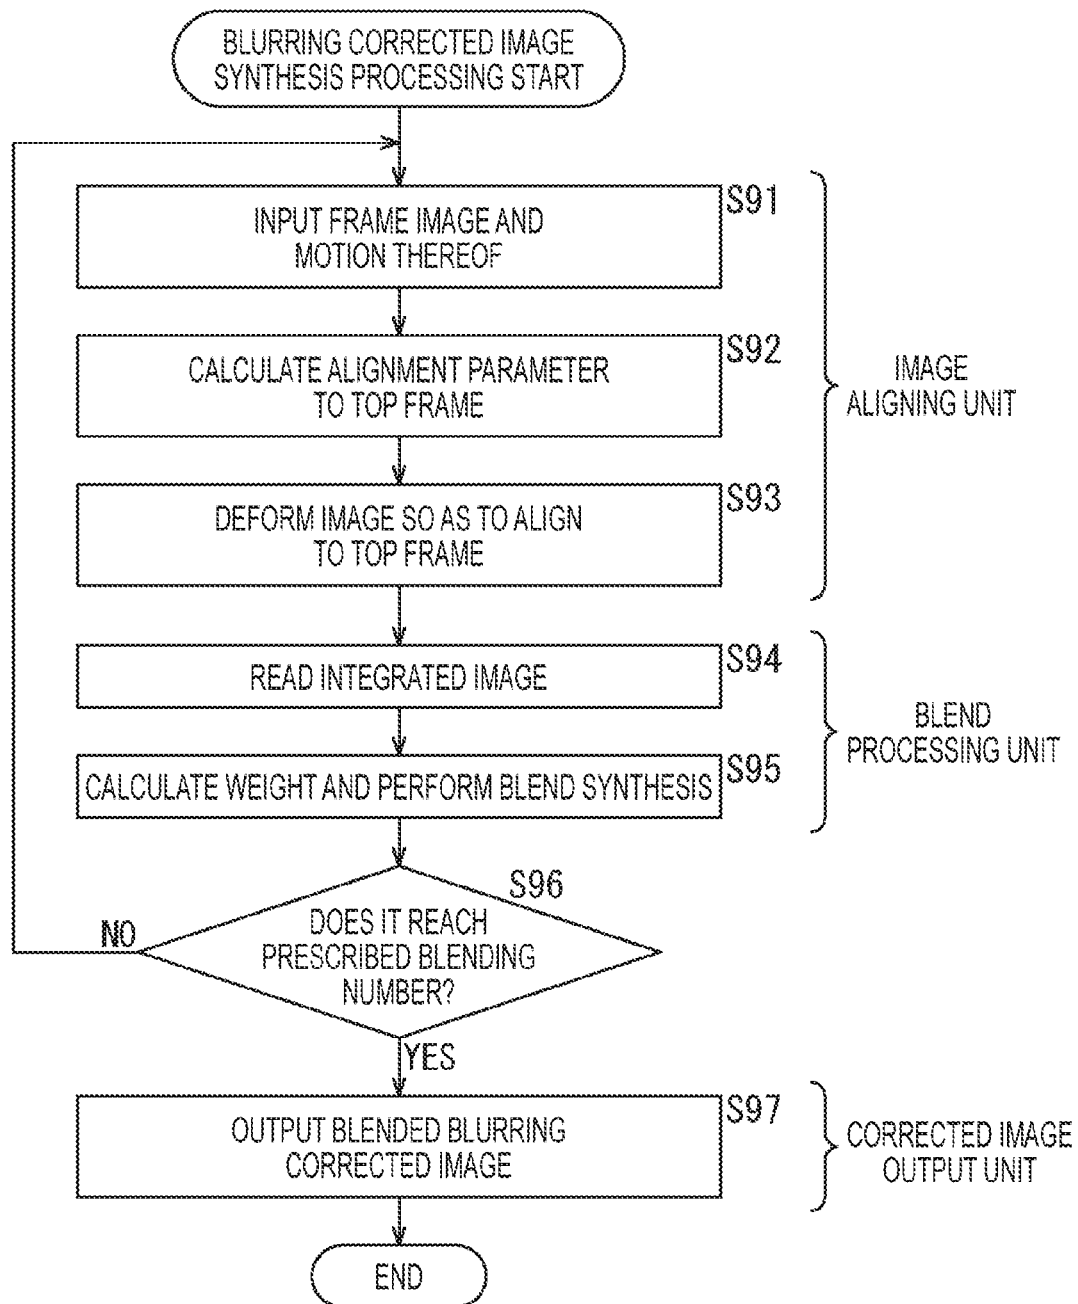 BLURRING CORRECTED IMAGE
SYNTHESIS PROCESSING START
S91
INPUT FRAME IMAGE AND
MOTION THEREOF
S92
CALCULATE ALIGNMENT PARAMETER
TO TOP FRAME
IMAGE
ALIGNING UNIT
S93
DEFORM IMAGE SO AS TO ALIGN
TO TOP FRAME
S94
READ INTEGRATED IMAGE
BLEND
PROCESSING UNIT
S95
CALCULATE WEIGHT AND PERFORM BLEND SYNTHESIS
S96
DOES IT REACH
PRESCRIBED BLENDING
NUMBER?
NO
YES
S97
OUTPUT BLENDED BLURRING
CORRECTED IMAGE
CORRECTED IMAGE
OUTPUT UNIT
END